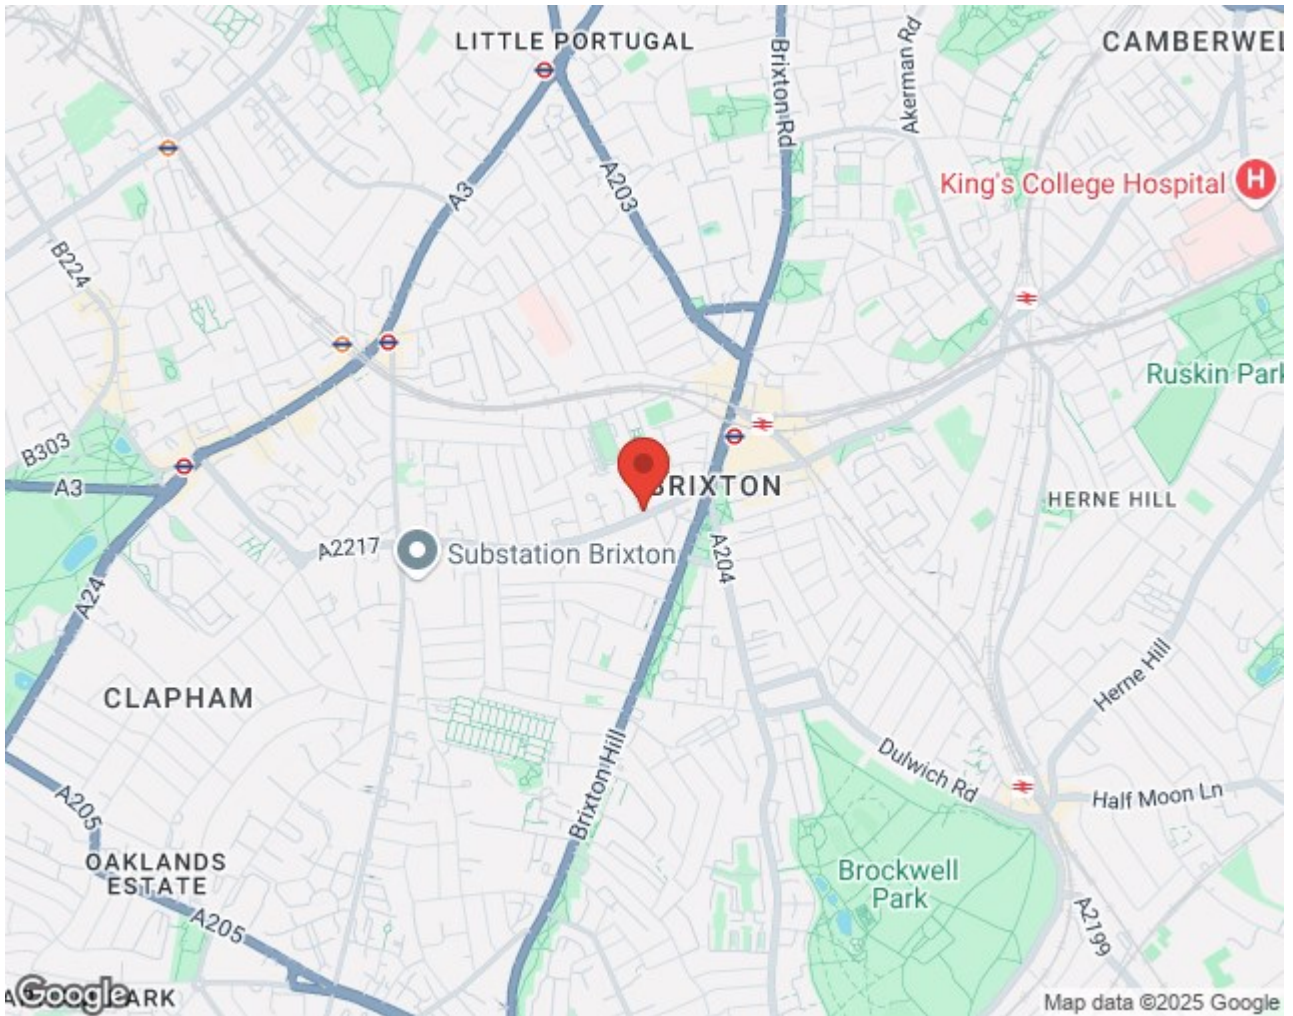 LITTLE PORTUGAL
CAMBERWEL
Brixton Rd
Akerman Rd
A3
A203
King's College Hospital
H
B224
Ruskin Park
B303
A3
BRIXTON
HERNE HILL
A2217
Substation Brixton
A204
A24
CLAPHAM
Herne Hill
Dulwich Rd
Brixton Hill
A205
Half Moon Ln
OAKLANDS
ESTATE
Brockwell
Park
A205
A2199
Google
ARK
Map data ©2025 Google